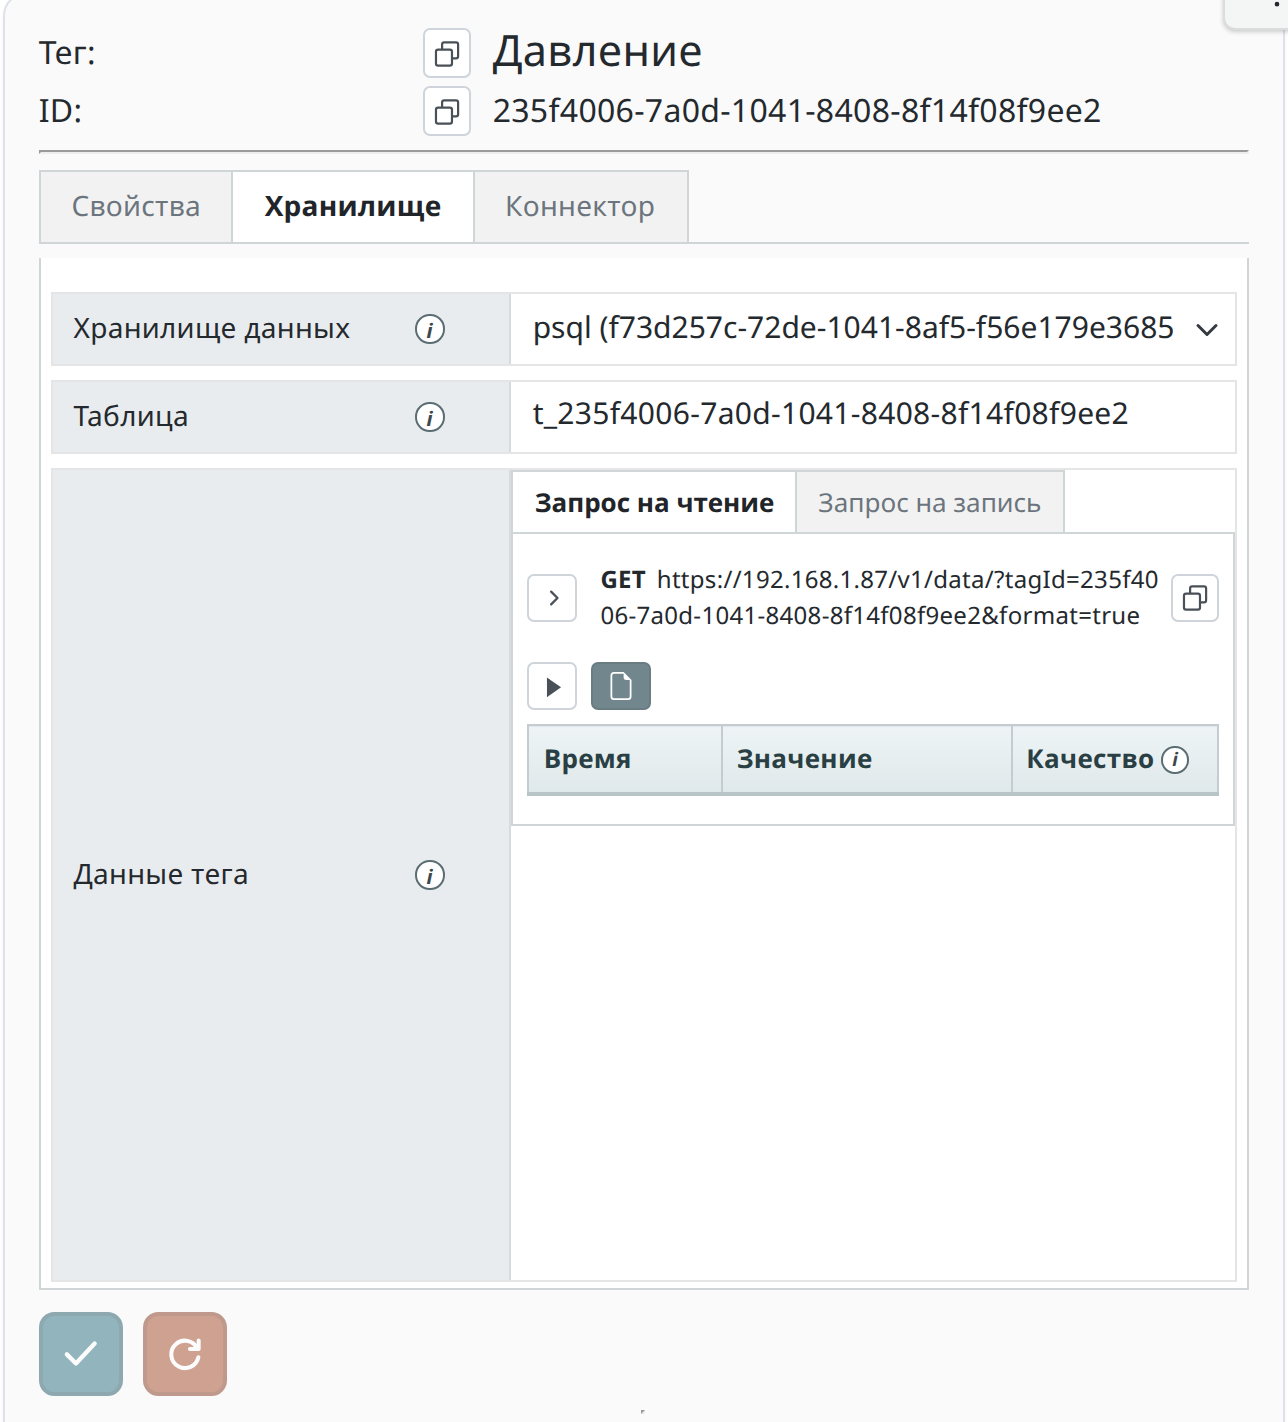 Тег:
Давление
ID:
235f4006-7a0d-1041-8408-8f14f08f9ee2
Свойства
Хранилище
Коннектор
Хранилище данных
psql (f73d257c-72de-1041-8af5-f56e179e3685
Таблица
t_235f4006-7a0d-1041-8408-8f14f08f9ee2
Данные тега
Запрос на чтение
Запрос на запись
GET https://192.168.1.87/v1/data/?tagId=235f40
06-7a0d-1041-8408-8f14f08f9ee2&format=true
Время
Значение
Качество